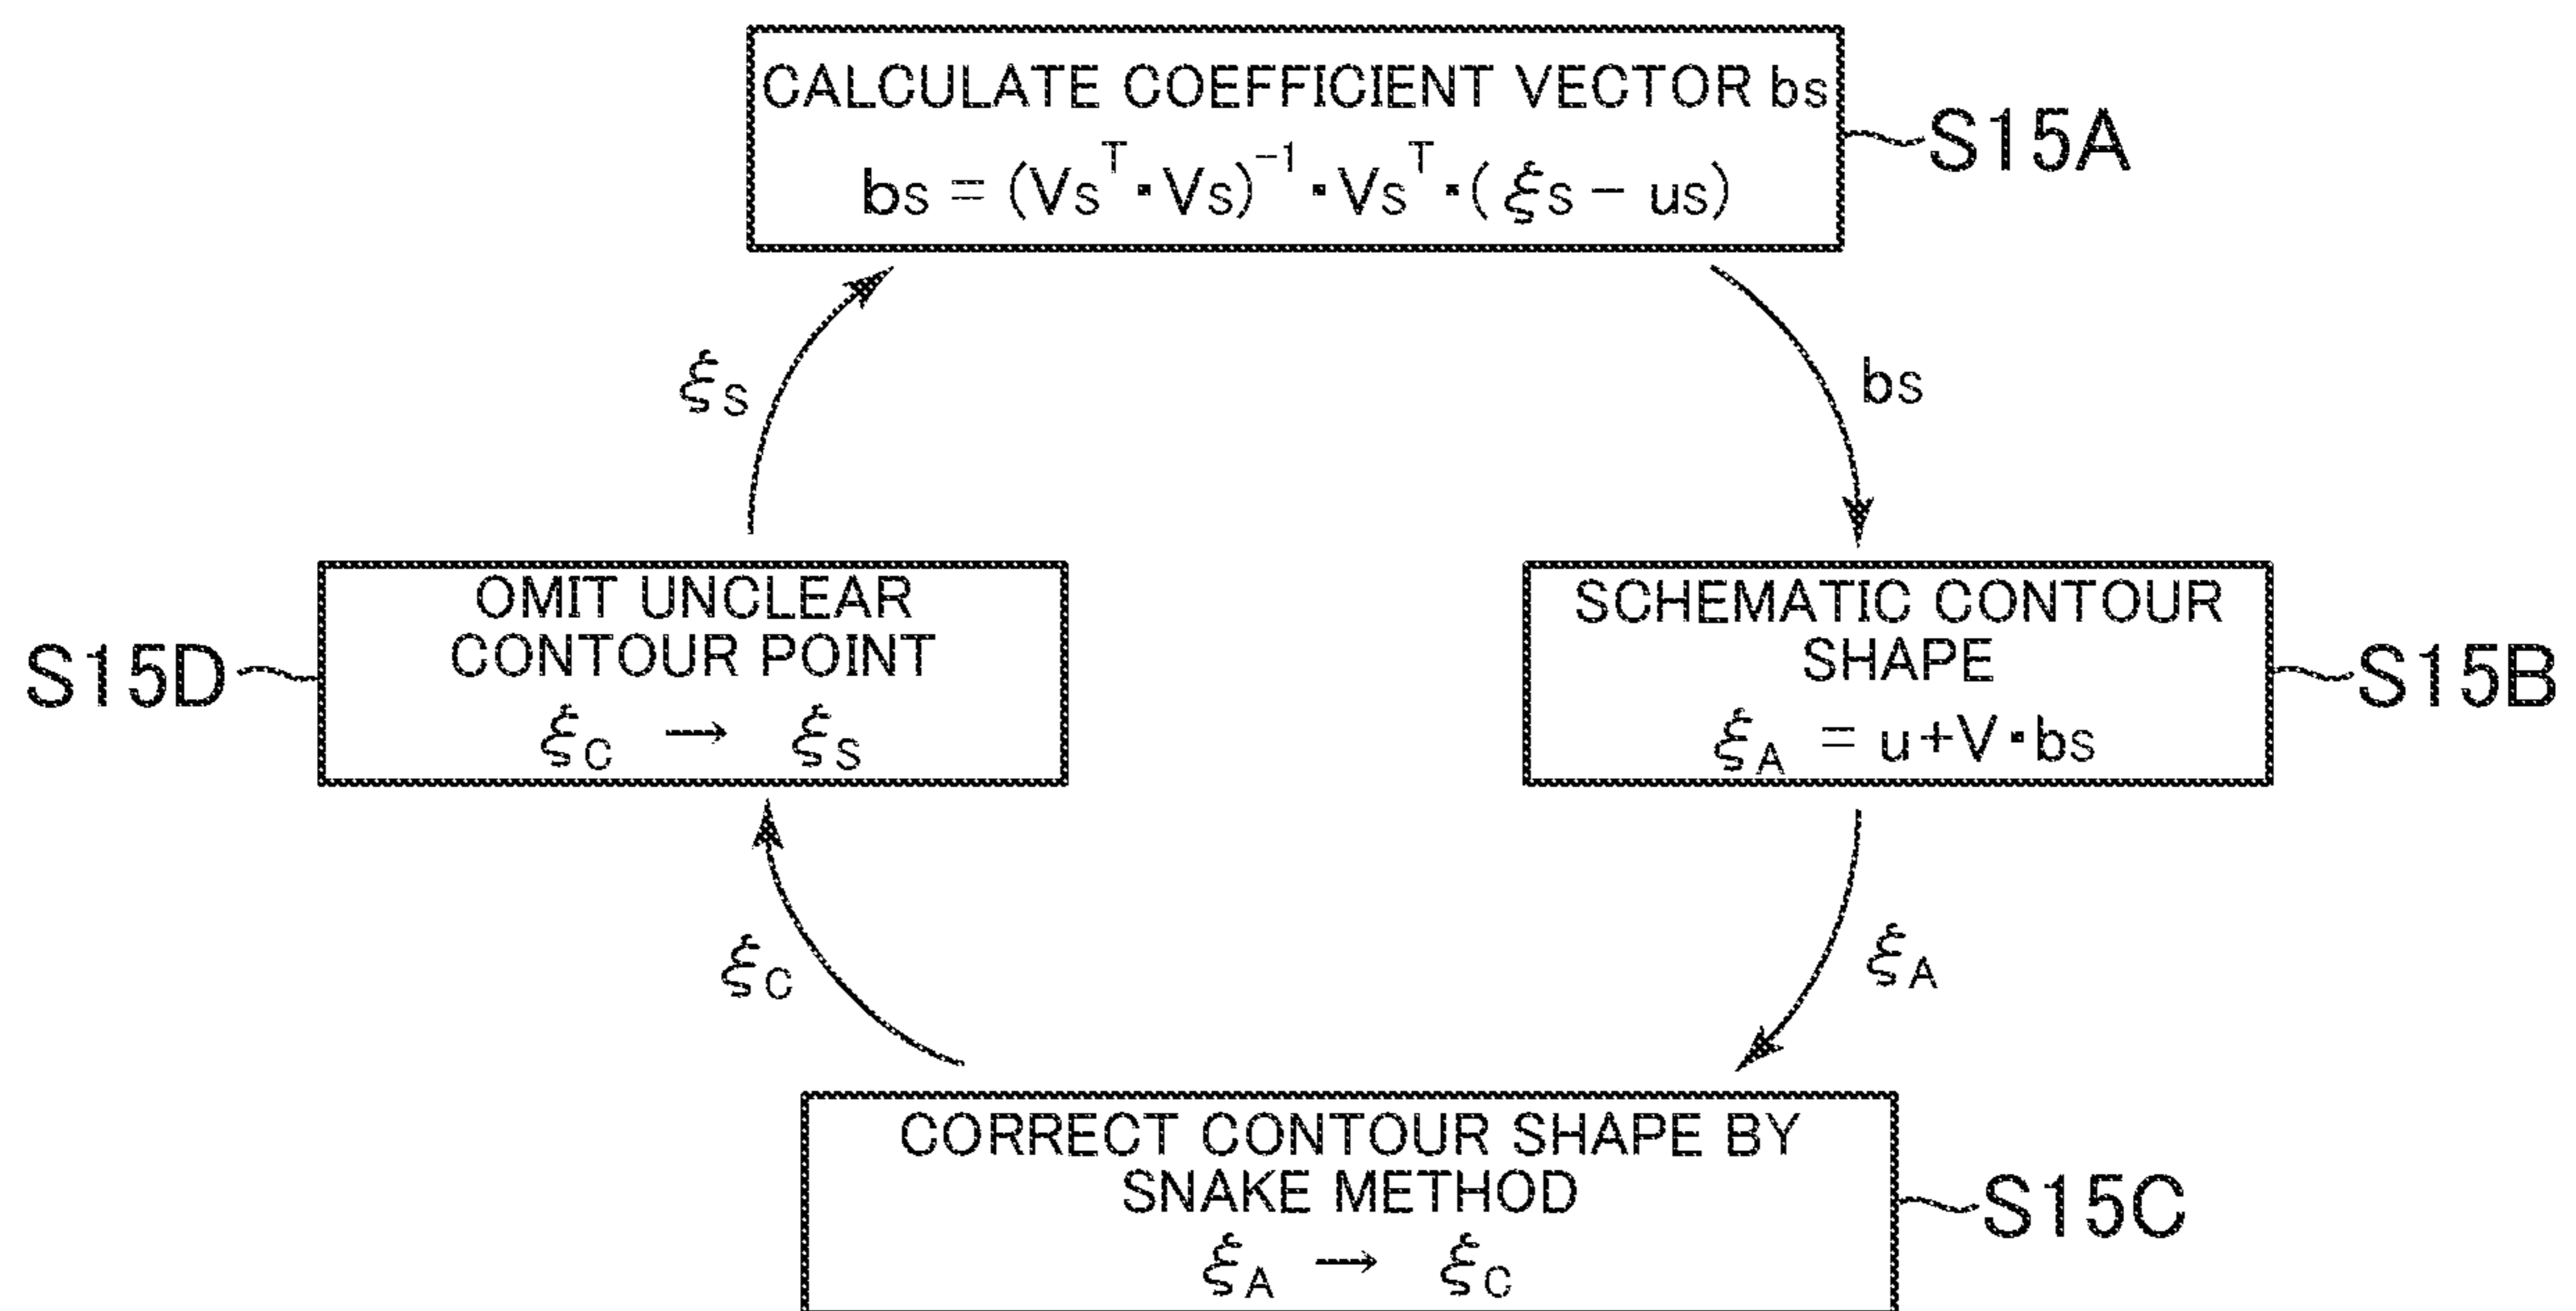 CALCULATE COEFFICIENT VECTOR bs
bs = (Vs^T・Vs)^-1・Vs^T・(ξs − us)
S15A
ξS
bs
OMIT UNCLEAR
CONTOUR POINT
ξC → ξS
S15D
SCHEMATIC CONTOUR
SHAPE
ξA = u+V・bs
S15B
ξC
ξA
CORRECT CONTOUR SHAPE BY
SNAKE METHOD
ξA → ξC
S15C